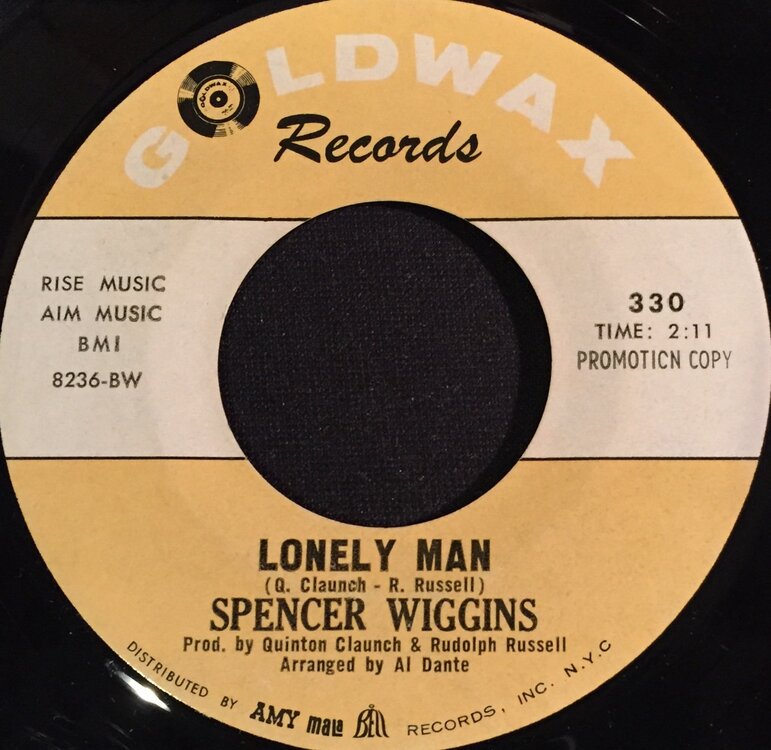 GOLDWAX
Records
RISE MUSIC
AIM MUSIC
BMI
8236-BW
330
TIME: 2:11
PROMOTICN COPY
LONELY MAN
(Q. Claunch - R. Russell)
SPENCER WIGGINS
Prod. by Quinton Claunch & Rudolph Russell
Arranged by Al Dante
DISTRIBUTED BY AMY mala BELL RECORDS, INC. N.Y.C